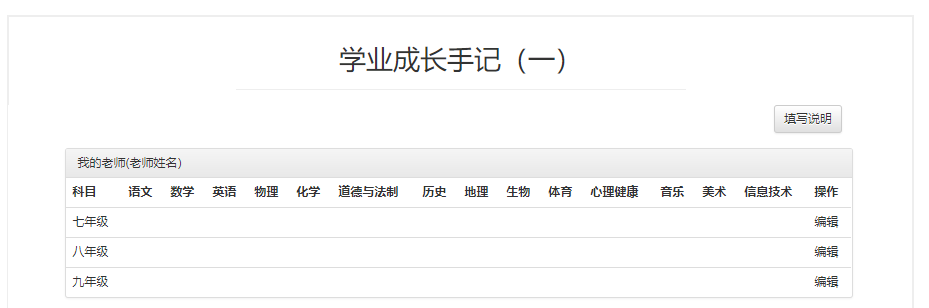 学业成长手记（一）
填写说明
我的老师(老师姓名)
科目 语文 数学 英语 物理 化学 道德与法制 历史 地理 生物 体育 心理健康 音乐 美术 信息技术 操作
七年级 编辑
八年级 编辑
九年级 编辑